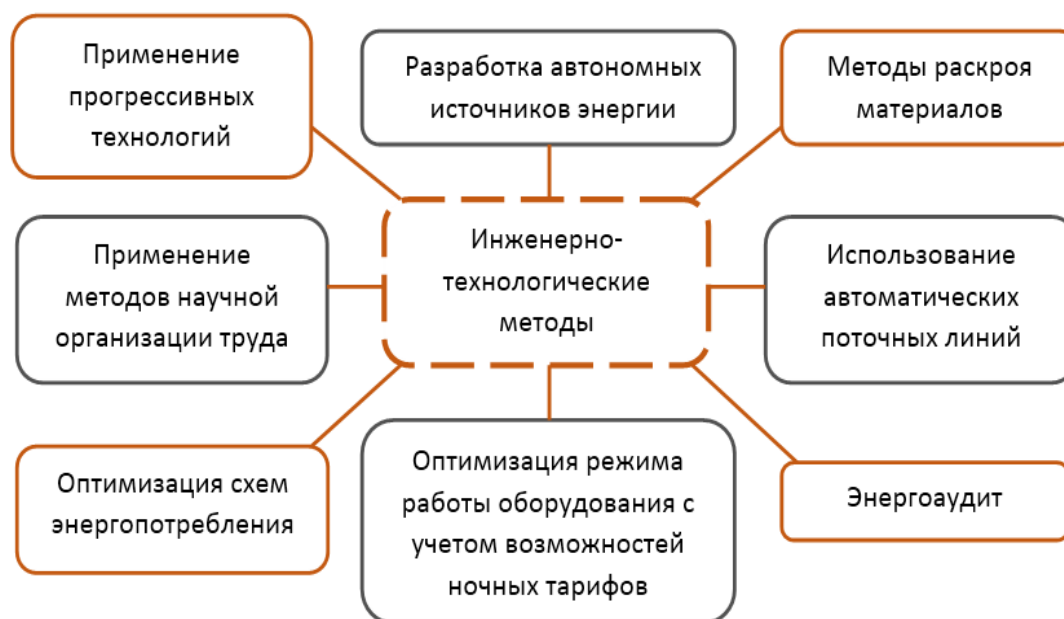 Применение
прогрессивных
технологий
Разработка автономных
источников энергии
Методы раскроя
материалов
Применение
методов научной
организации труда
Инженерно-
технологические
методы
Использование
автоматических
поточных линий
Оптимизация схем
энергопотребления
Оптимизация режима
работы оборудования с
учетом возможностей
ночных тарифов
Энергоаудит